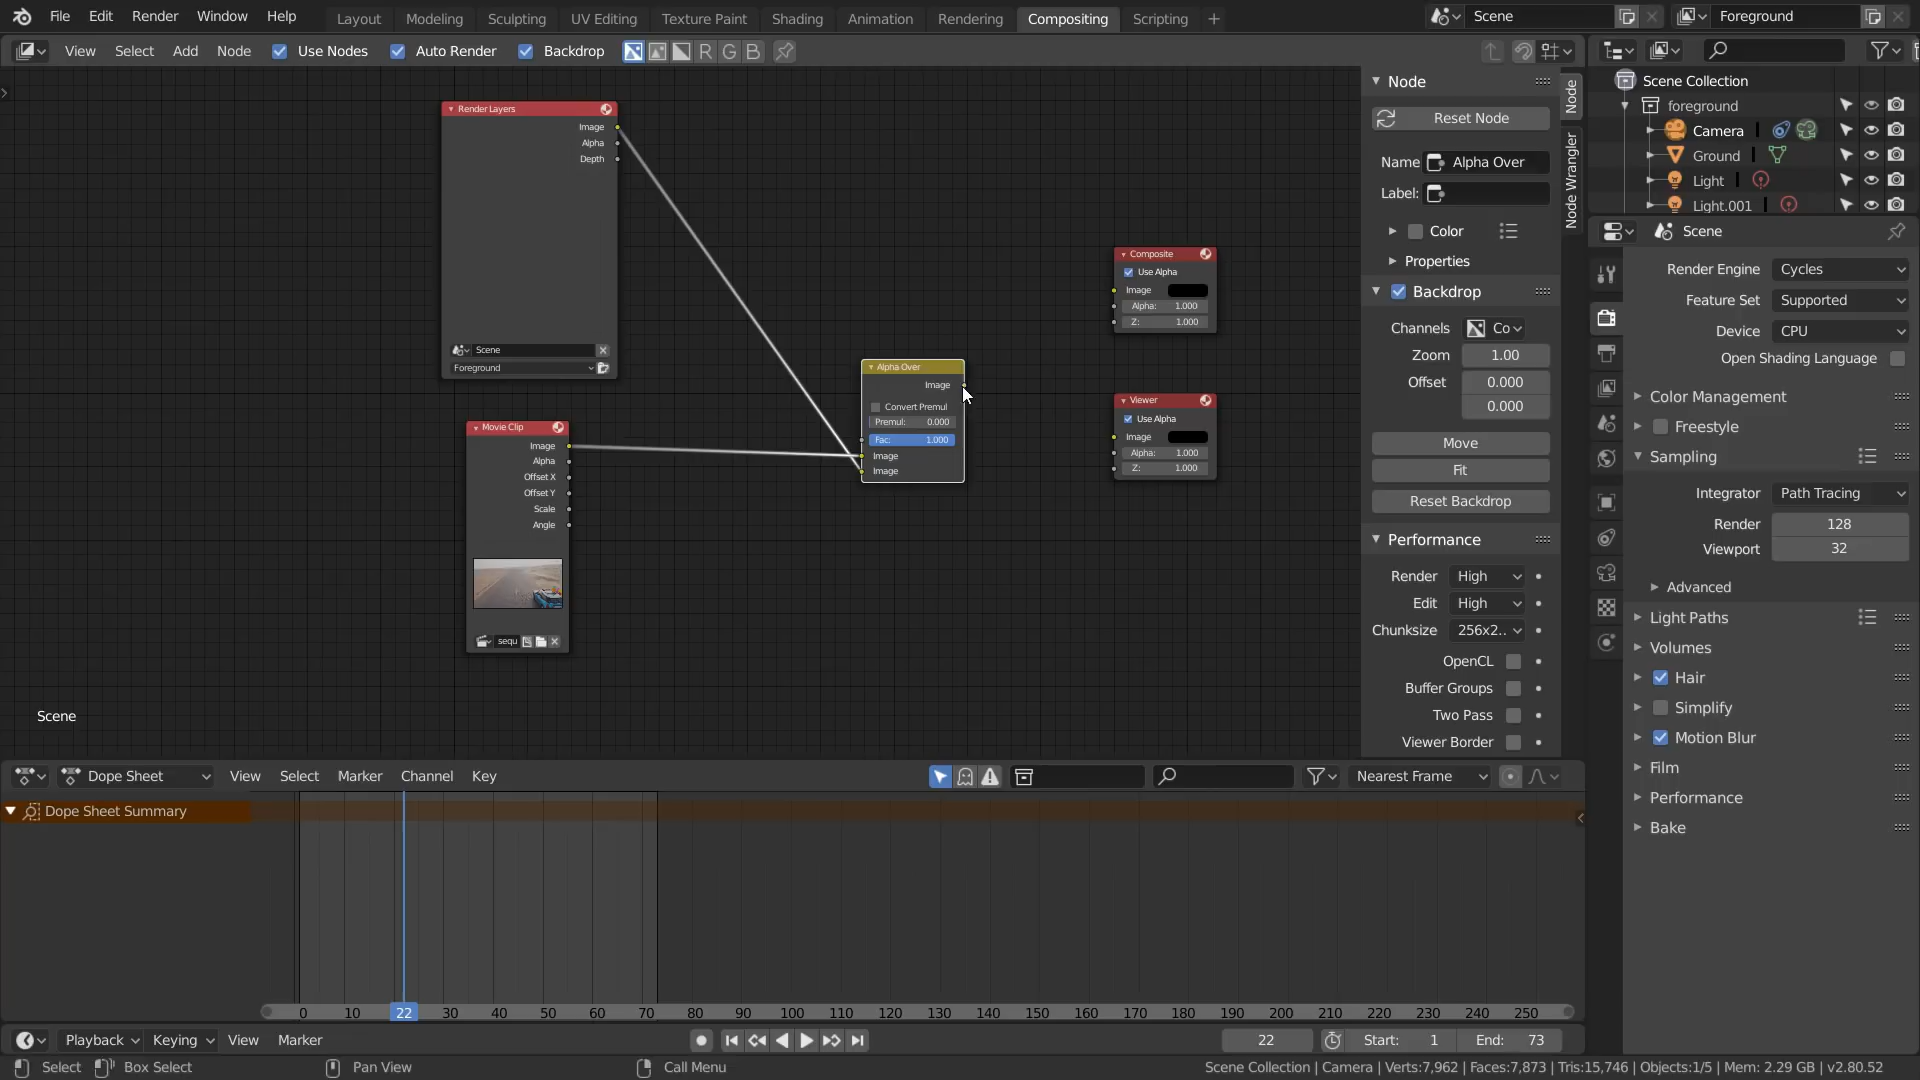 File Edit Render Window Help Layout Modeling Sculpting UV Editing Texture Paint Shading Animation Rendering Compositing Scripting + Scene Foreground
View Select Add Node Use Nodes Auto Render Backdrop R G B
Render Layers
Image
Alpha
Depth
Scene
Foreground
Movie Clip
Image
Alpha
Offset X
Offset Y
Scale
Angle
sequ
Alpha Over
Image
Convert Premul
Premul: 0.000
Fac: 1.000
Image
Image
Composite
Use Alpha
Image
Alpha: 1.000
Z: 1.000
Viewer
Use Alpha
Image
Alpha: 1.000
Z: 1.000
Scene
Node
Reset Node
Name Alpha Over
Label:
Color
Properties
Backdrop
Channels Co
Zoom 1.00
Offset 0.000
0.000
Move
Fit
Reset Backdrop
Performance
Render High
Edit High
Chunksize 256x2..
OpenCL
Buffer Groups
Two Pass
Viewer Border
Node
Node Wrangler
Scene Collection
foreground
Camera
Ground
Light
Light.001
Scene
Render Engine Cycles
Feature Set Supported
Device CPU
Open Shading Language
Color Management
Freestyle
Sampling
Integrator Path Tracing
Render 128
Viewport 32
Advanced
Light Paths
Volumes
Hair
Simplify
Motion Blur
Film
Performance
Bake
Dope Sheet View Select Marker Channel Key Nearest Frame
Dope Sheet Summary
0 10 22 30 40 50 60 70 80 90 100 110 120 130 140 150 160 170 180 190 200 210 220 230 240 250
Playback Keying View Marker 22 Start: 1 End: 73
Select Box Select Pan View Call Menu Scene Collection | Camera | Verts:7,962 | Faces:7,873 | Tris:15,746 | Objects:1/5 | Mem: 2.29 GB | v2.80.52